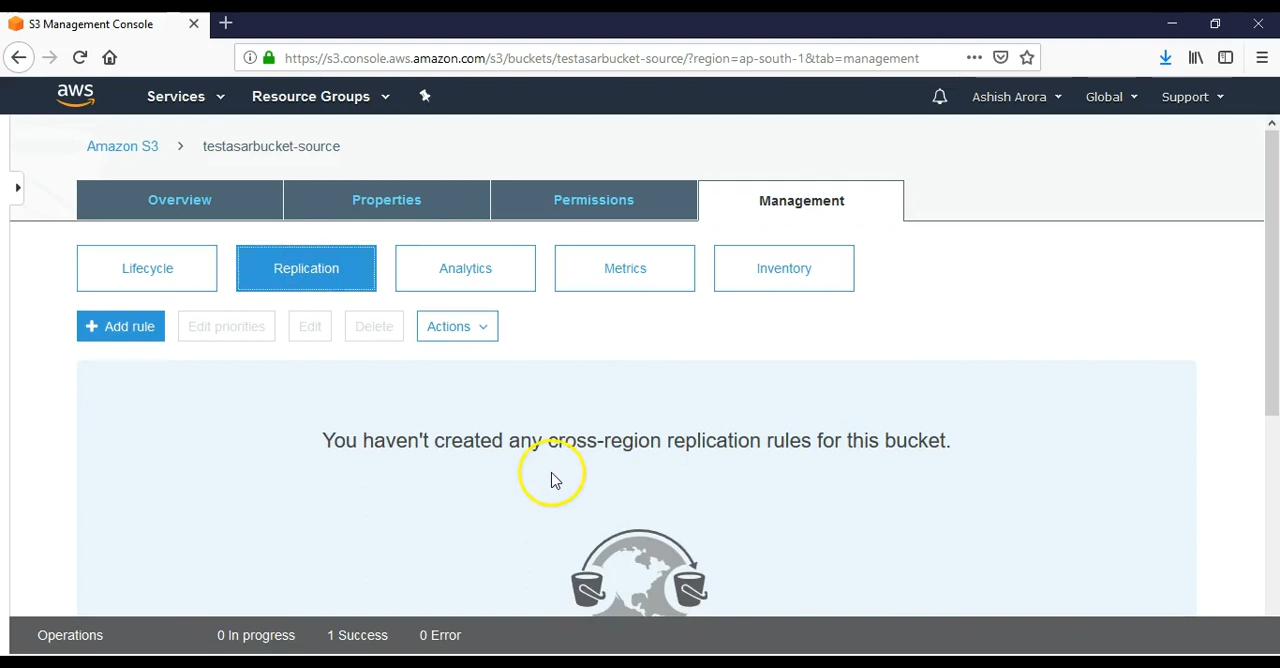 S3 Management Console
https://s3.console.aws.amazon.com/s3/buckets/testasarbucket-source/?region=ap-south-1&tab=management
aws Services Resource Groups Ashish Arora Global Support
Amazon S3 > testasarbucket-source
Overview Properties Permissions Management
Lifecycle Replication Analytics Metrics Inventory
+ Add rule Edit priorities Edit Delete Actions
You haven't created any cross-region replication rules for this bucket.
Operations 0 In progress 1 Success 0 Error